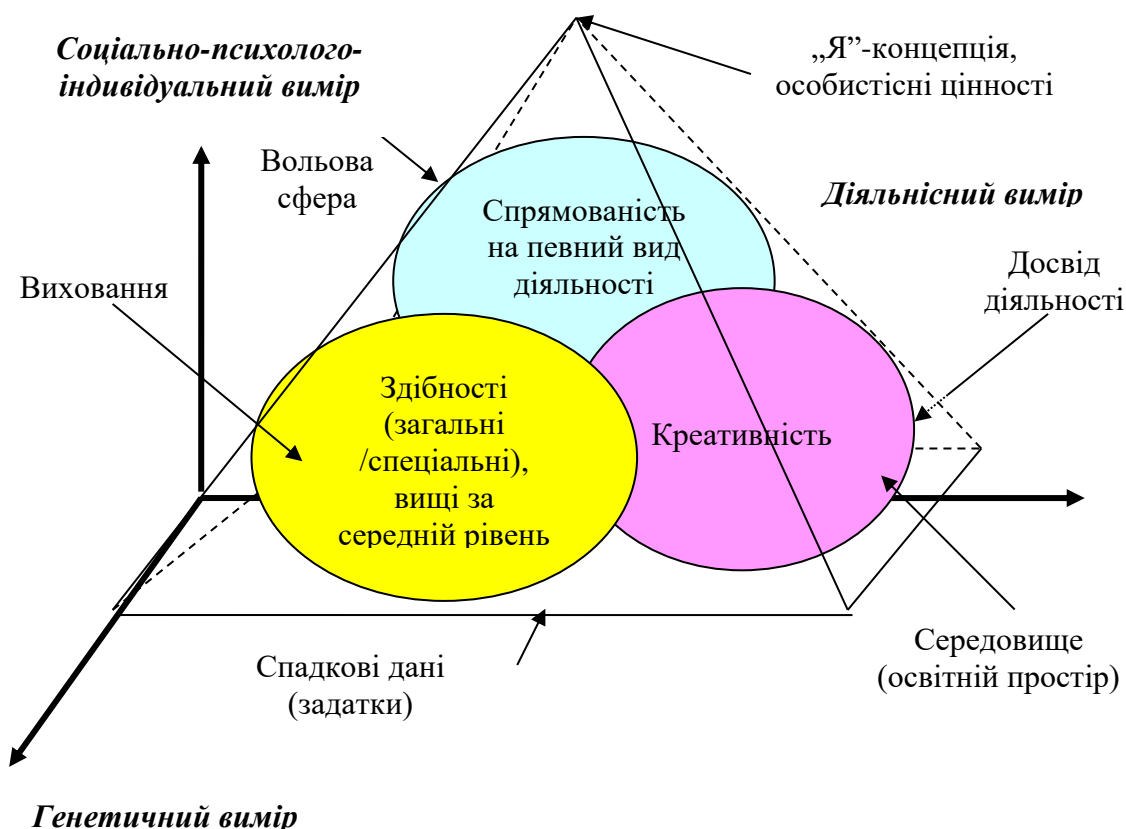 Соціально-психолого-
індивідуальний вимір
„Я”-концепція,
особистісні цінності
Вольова
сфера
Діяльнісний вимір
Спрямованість
на певний вид
діяльності
Досвід
діяльності
Виховання
Здібності
(загальні
/спеціальні),
вищі за
середній рівень
Креативність
Середовище
(освітній простір)
Спадкові дані
(задатки)
Генетичний вимір